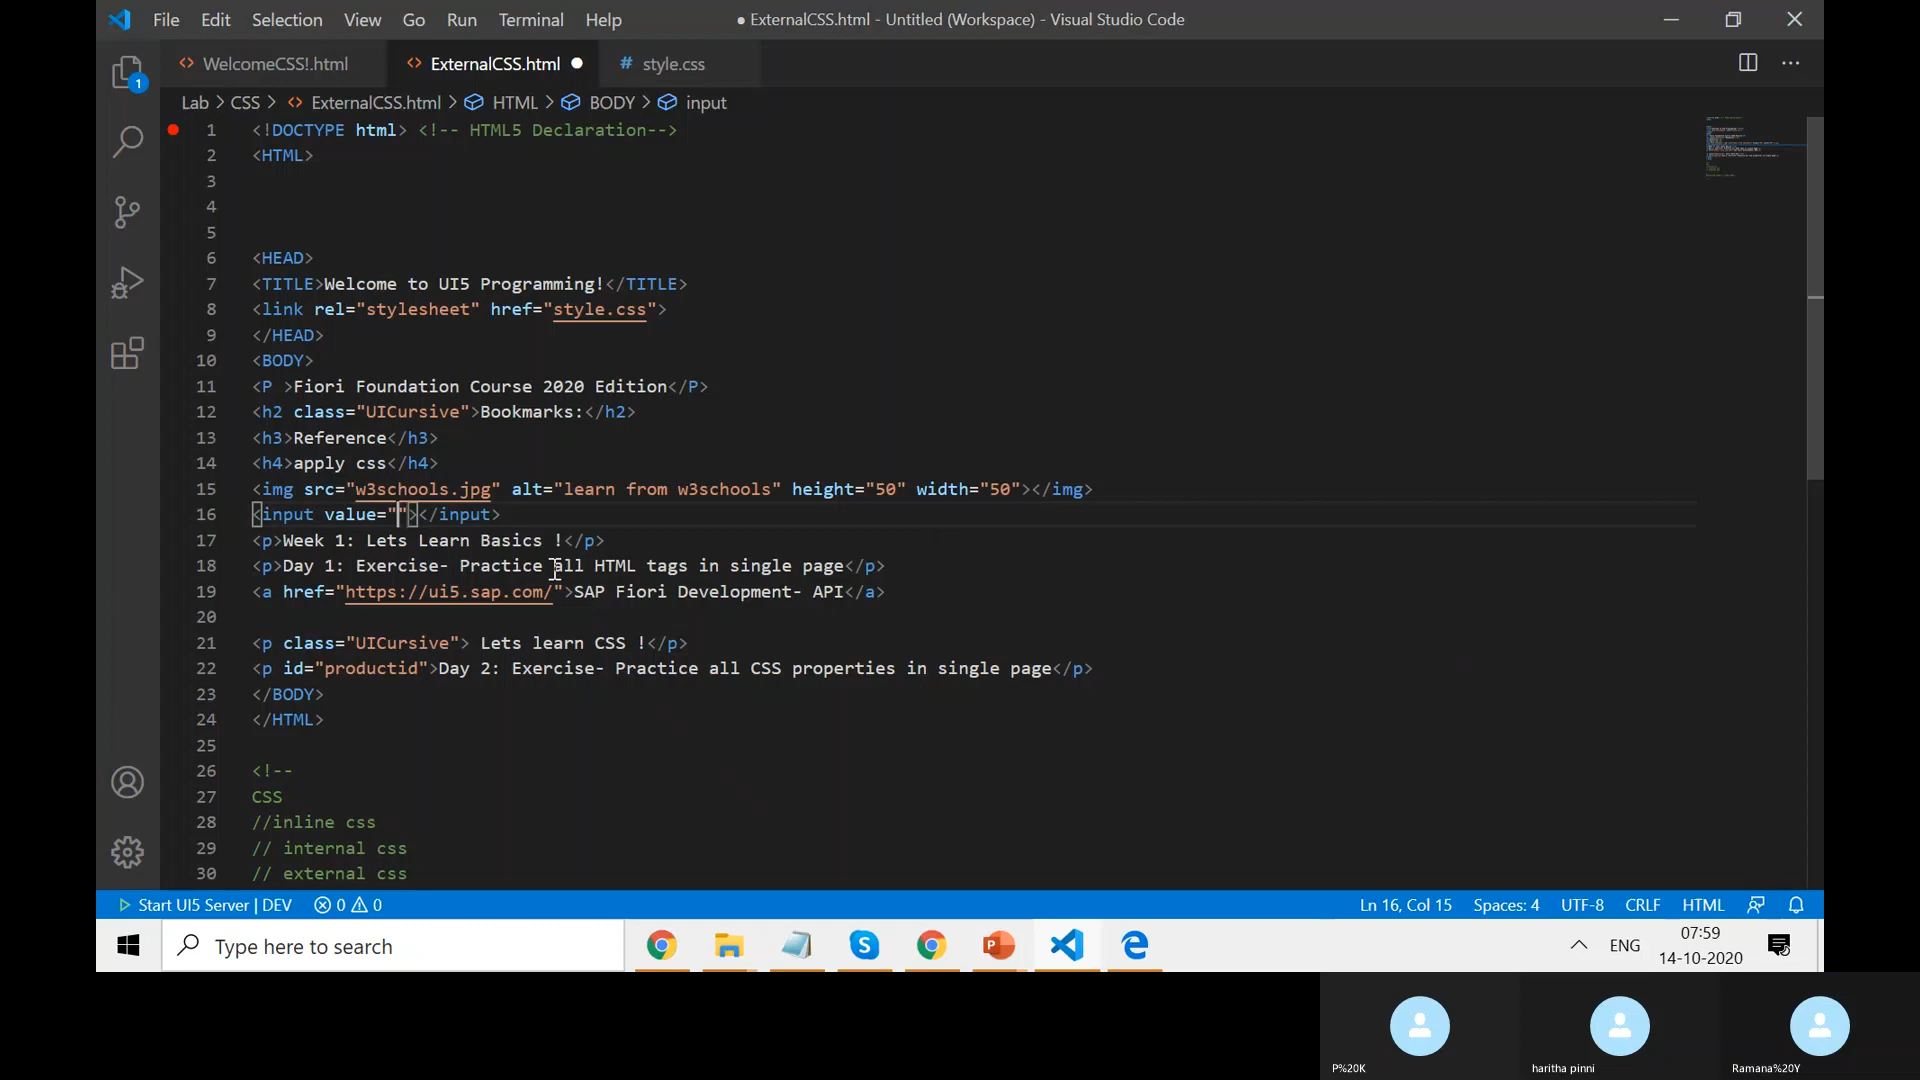 File Edit Selection View Go Run Terminal Help ● ExternalCSS.html - Untitled (Workspace) - Visual Studio Code
WelcomeCSS!.html ExternalCSS.html # style.css
Lab > CSS > ExternalCSS.html > HTML > BODY > input
1
1 <!DOCTYPE html> <!-- HTML5 Declaration-->
2 <HTML>
3
4
5
6 <HEAD>
7 <TITLE>Welcome to UI5 Programming!</TITLE>
8 <link rel="stylesheet" href="style.css">
9 </HEAD>
10 <BODY>
11 <P >Fiori Foundation Course 2020 Edition</P>
12 <h2 class="UICursive">Bookmarks:</h2>
13 <h3>Reference</h3>
14 <h4>apply css</h4>
15 <img src="w3schools.jpg" alt="learn from w3schools" height="50" width="50"></img>
16 <input value=""></input>
17 <p>Week 1: Lets Learn Basics !</p>
18 <p>Day 1: Exercise- Practice all HTML tags in single page</p>
19 <a href="https://ui5.sap.com/">SAP Fiori Development- API</a>
20
21 <p class="UICursive"> Lets learn CSS !</p>
22 <p id="productid">Day 2: Exercise- Practice all CSS properties in single page</p>
23 </BODY>
24 </HTML>
25
26 <!--
27 CSS
28 //inline css
29 // internal css
30 // external css
Start UI5 Server | DEV 0 0 Ln 16, Col 15 Spaces: 4 UTF-8 CRLF HTML
Type here to search ENG 07:59
14-10-2020
P%20K haritha pinni Ramana%20Y